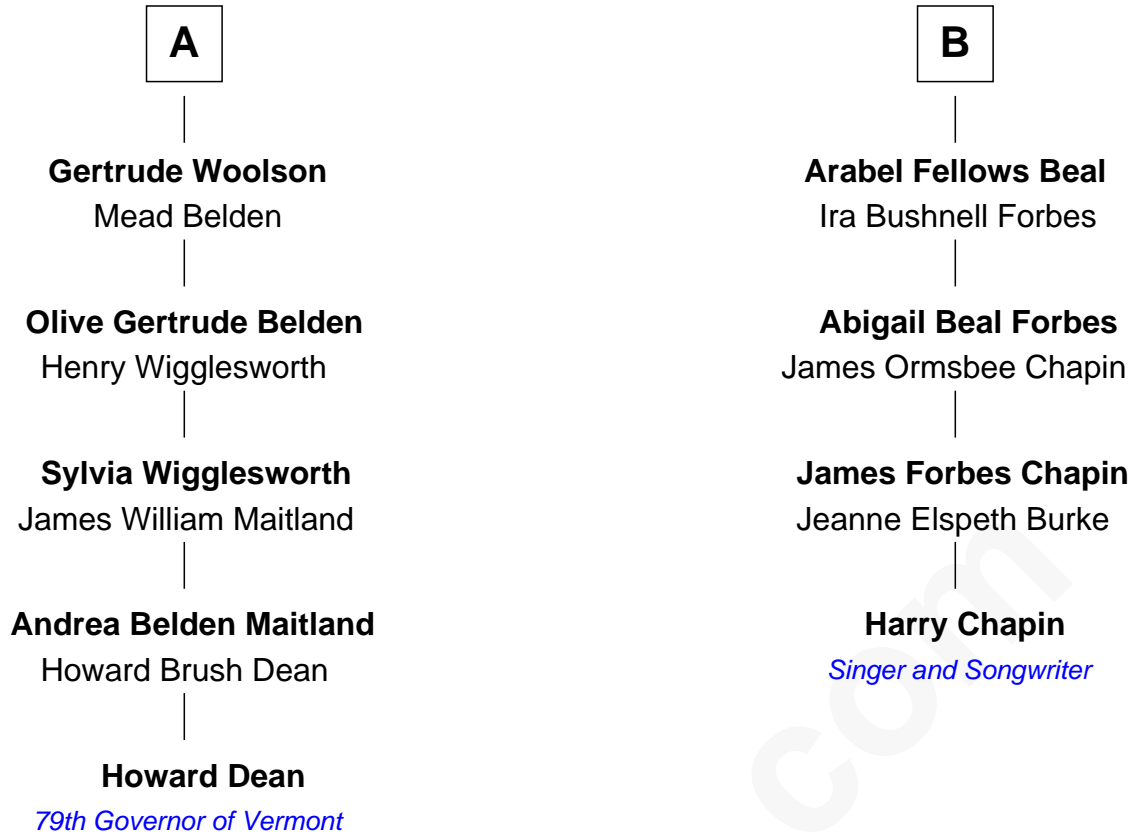 A
Gertrude Woolson
Mead Belden
Olive Gertrude Belden
Henry Wigglesworth
Sylvia Wigglesworth
James William Maitland
Andrea Belden Maitland
Howard Brush Dean
Howard Dean
79th Governor of Vermont
B
Arabel Fellows Beal
Ira Bushnell Forbes
Abigail Beal Forbes
James Ormsbee Chapin
James Forbes Chapin
Jeanne Elspeth Burke
Harry Chapin
Singer and Songwriter
com